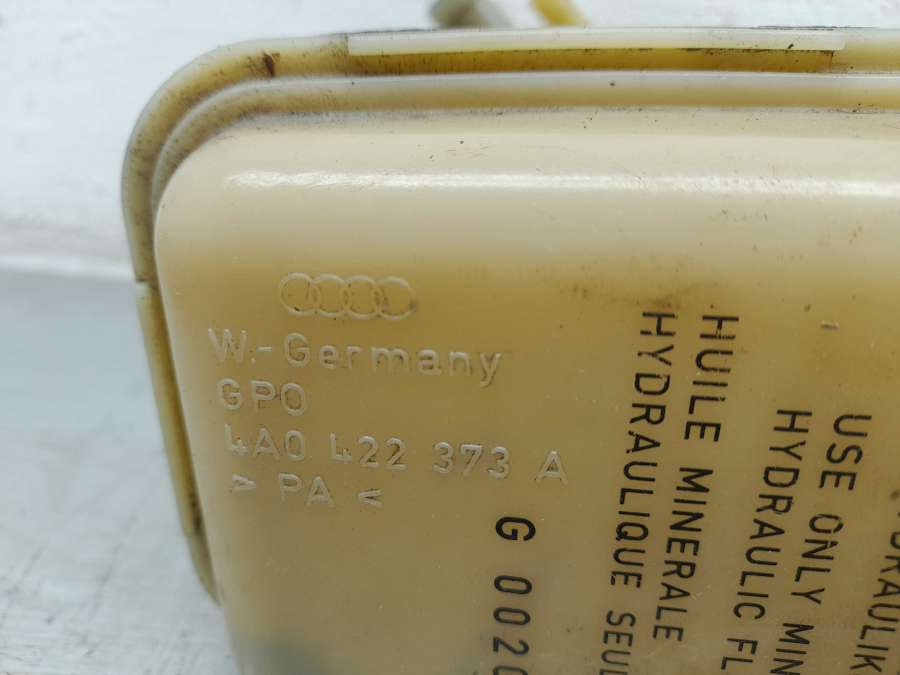 W.-Germany
GPO
4A0 422 373 A
> PA <
G 002
HUILE MINERALE
HYDRAULIQUE
USE ONLY
HYDRAULIC